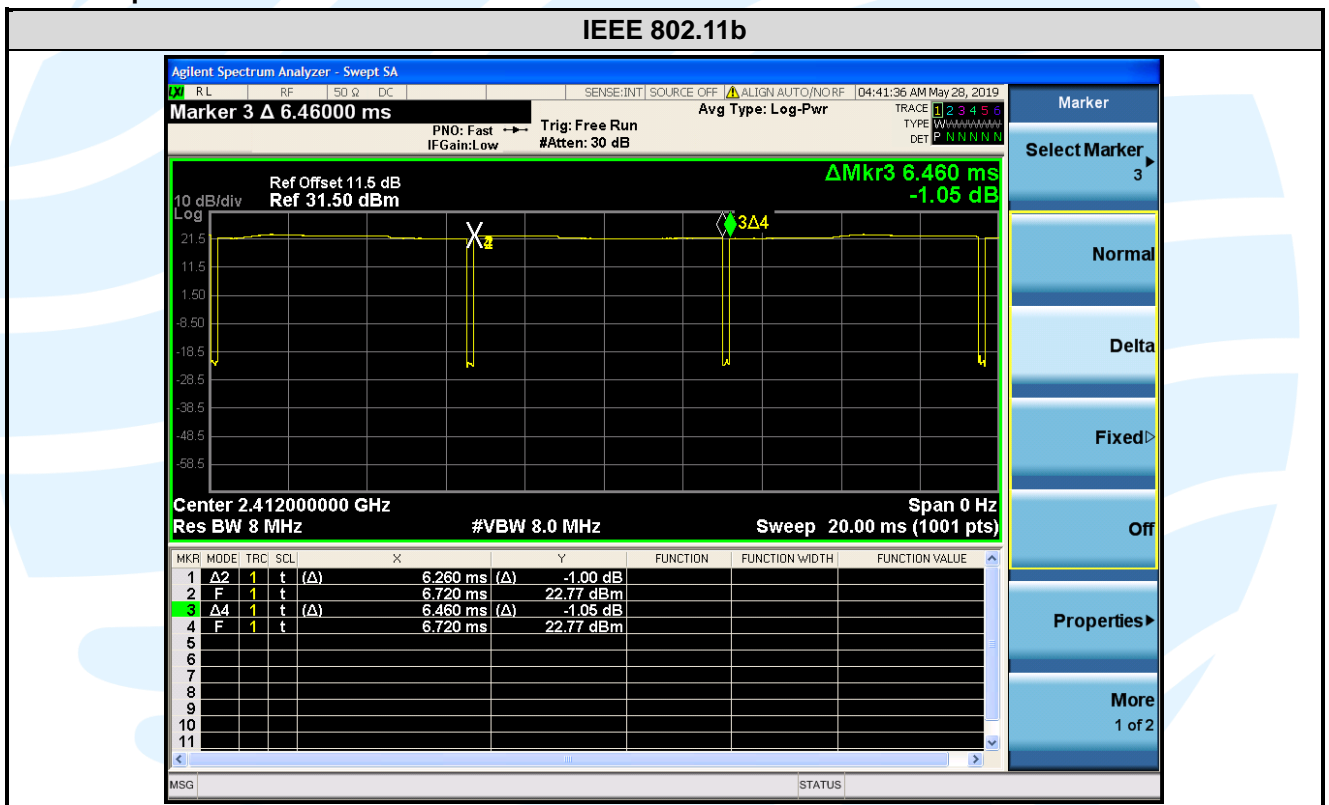 IEEE 802.11b
Agilent Spectrum Analyzer - Swept SA
LXI RL RF 50 Ω DC SENSE:INT SOURCE OFF ALIGN AUTO/NO RF 04:41:36 AM May 28, 2019
Marker 3 Δ 6.46000 ms
PNO: Fast
IFGain:Low
Trig: Free Run
#Atten: 30 dB
Avg Type: Log-Pwr
TRACE 1 2 3 4 5 6
TYPE WWWWWW
DET P N N N N N
ΔMkr3 6.460 ms
-1.05 dB
Ref Offset 11.5 dB
10 dB/div Ref 31.50 dBm
Log
3Δ4
21.5
11.5
1.50
-8.50
-18.5
-28.5
-38.5
-48.5
-58.5
Center 2.412000000 GHz Span 0 Hz
Res BW 8 MHz #VBW 8.0 MHz Sweep 20.00 ms (1001 pts)
MKR MODE TRC SCL X Y FUNCTION FUNCTION WIDTH FUNCTION VALUE
1 Δ2 1 t (Δ) 6.260 ms (Δ) -1.00 dB
2 F 1 t 6.720 ms 22.77 dBm
3 Δ4 1 t (Δ) 6.460 ms (Δ) -1.05 dB
4 F 1 t 6.720 ms 22.77 dBm
5
6
7
8
9
10
11
MSG STATUS
Marker
Select Marker
3
Normal
Delta
Fixed
Off
Properties
More
1 of 2